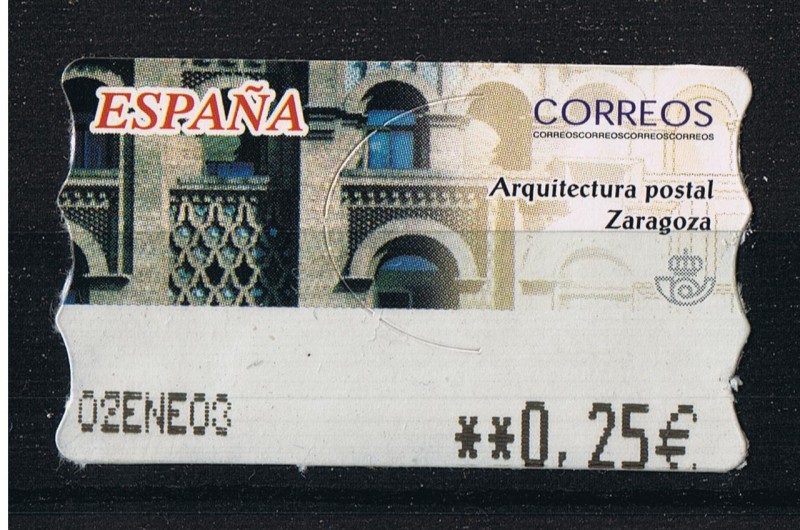 ESPAÑA
CORREOS
CORREOSCORREOSCORREOSCORREOS
Arquitectura postal
Zaragoza
02ENE03
**0,25€